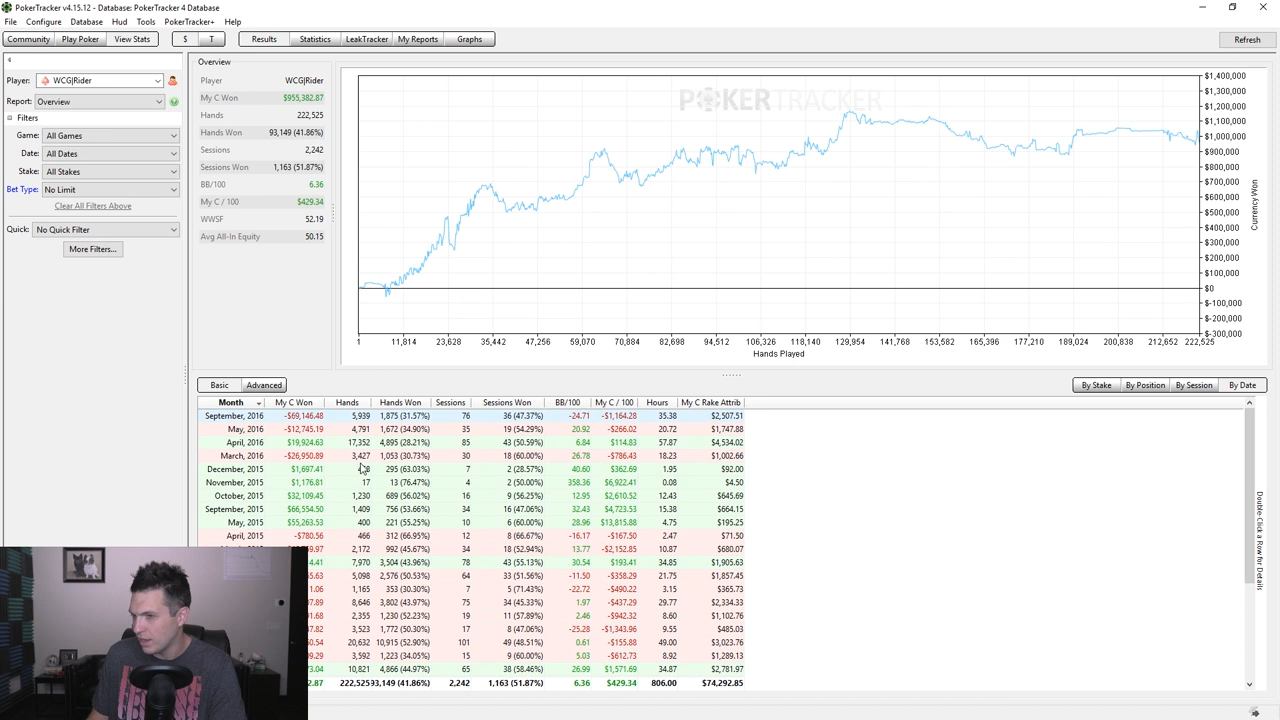 PokerTracker v4.15.12 - Database: PokerTracker 4 Database
File Configure Database Hud Tools PokerTracker+ Help
Community Play Poker View Stats $ T Results Statistics LeakTracker My Reports Graphs Refresh
Player: WCG|Rider
Report: Overview
Filters
Game: All Games
Date: All Dates
Stake: All Stakes
Bet Type: No Limit
Clear All Filters Above
Quick: No Quick Filter
More Filters...
Overview
Player WCG|Rider
My C Won $955,382.87
Hands 222,525
Hands Won 93,149 (41.86%)
Sessions 2,242
Sessions Won 1,163 (51.87%)
BB/100 6.36
My C / 100 $429.34
WWSF 52.19
Avg All-In Equity 50.15
POKERTRACKER
$1,400,000
$1,300,000
$1,200,000
$1,100,000
$1,000,000
$900,000
$800,000
$700,000
$600,000
$500,000
$400,000
$300,000
$200,000
$100,000
$0
$-100,000
$-200,000
$-300,000
Currency Won
1 11,814 23,628 35,442 47,256 59,070 70,884 82,698 94,512 106,326 118,140 129,954 141,768 153,582 165,396 177,210 189,024 200,838 212,652 222,525
Hands Played
Basic Advanced By Stake By Position By Session By Date
Month My C Won Hands Hands Won Sessions Sessions Won BB/100 My C / 100 Hours My C Rake Attrib
September, 2016 -$69,146.48 5,939 1,875 (31.57%) 76 36 (47.37%) -24.71 -$1,164.28 35.38 $2,507.51
May, 2016 -$12,745.19 4,791 1,672 (34.90%) 35 19 (54.29%) 20.92 -$266.02 20.72 $1,747.88
April, 2016 $19,924.63 17,352 4,895 (28.21%) 85 43 (50.59%) 6.84 $114.83 57.87 $4,534.02
March, 2016 -$26,950.89 3,427 1,053 (30.73%) 30 18 (60.00%) 26.78 -$786.43 18.23 $1,002.66
December, 2015 $1,697.41 295 (63.03%) 7 2 (28.57%) 40.60 $362.69 1.95 $92.00
November, 2015 $1,176.81 17 13 (76.47%) 4 2 (50.00%) 358.36 $6,922.41 0.08 $4.50
October, 2015 $32,109.45 1,230 689 (56.02%) 16 9 (56.25%) 12.95 $2,610.52 12.43 $645.69
September, 2015 $66,554.50 1,409 756 (53.66%) 34 16 (47.06%) 32.43 $4,723.53 15.38 $664.15
May, 2015 $55,263.53 400 221 (55.25%) 10 6 (60.00%) 28.96 $13,815.88 4.75 $195.25
April, 2015 -$780.56 466 312 (66.95%) 12 8 (66.67%) -16.17 -$167.50 2.47 $71.50
2,172 992 (45.67%) 34 18 (52.94%) 13.77 -$2,152.85 10.87 $680.07
7,970 3,504 (43.96%) 78 43 (55.13%) 30.54 $193.41 34.85 $1,905.63
5,098 2,576 (50.53%) 64 33 (51.56%) -11.50 -$358.29 21.75 $1,857.45
1,165 353 (30.30%) 7 5 (71.43%) -22.72 -$490.22 3.15 $365.73
8,646 3,802 (43.97%) 75 34 (45.33%) 1.97 -$437.29 29.77 $2,334.33
2,355 1,230 (52.23%) 19 11 (57.89%) 2.46 -$942.32 8.60 $1,102.76
3,523 1,772 (50.30%) 17 8 (47.06%) -25.28 -$1,343.96 9.55 $485.03
20,632 10,915 (52.90%) 101 49 (48.51%) 0.61 -$155.88 49.00 $3,023.76
3,592 1,223 (34.05%) 15 9 (60.00%) 5.03 -$612.73 8.92 $1,289.13
10,821 4,866 (44.97%) 65 38 (58.46%) 26.99 $1,571.69 34.87 $2,781.97
222,525 93,149 (41.86%) 2,242 1,163 (51.87%) 6.36 $429.34 806.00 $74,292.85
Double-Click a Row for Details